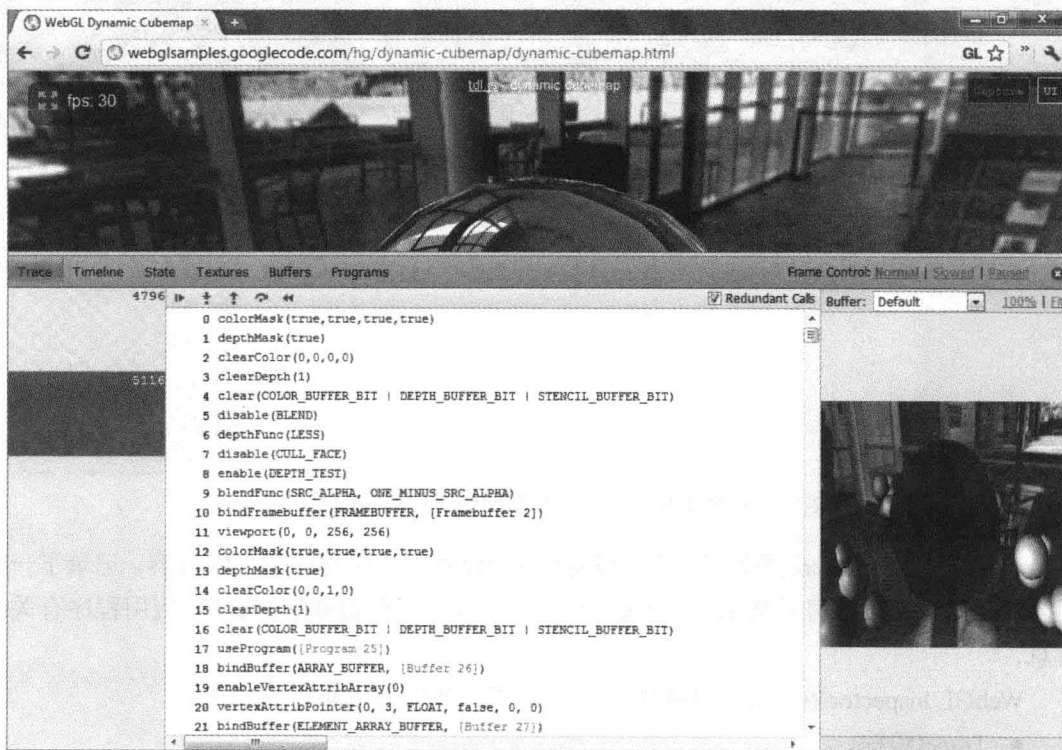 WebGL Dynamic Cubemap × +
webglsamples.googlecode.com/hg/dynamic-cubemap/dynamic-cubemap.html GL
fps: 30
dynamic cubemap
Capture UI
Trace Timeline State Textures Buffers Programs Frame Control: Normal | Slowed | Paused
4796 Redundant Calls Buffer: Default 100% |
5116
0 colorMask(true,true,true,true)
1 depthMask(true)
2 clearColor(0,0,0,0)
3 clearDepth(1)
4 clear(COLOR_BUFFER_BIT | DEPTH_BUFFER_BIT | STENCIL_BUFFER_BIT)
5 disable(BLEND)
6 depthFunc(LESS)
7 disable(CULL_FACE)
8 enable(DEPTH_TEST)
9 blendFunc(SRC_ALPHA, ONE_MINUS_SRC_ALPHA)
10 bindFramebuffer(FRAMEBUFFER, [Framebuffer 2])
11 viewport(0, 0, 256, 256)
12 colorMask(true,true,true,true)
13 depthMask(true)
14 clearColor(0,0,1,0)
15 clearDepth(1)
16 clear(COLOR_BUFFER_BIT | DEPTH_BUFFER_BIT | STENCIL_BUFFER_BIT)
17 useProgram([Program 25])
18 bindBuffer(ARRAY_BUFFER, [Buffer 26])
19 enableVertexAttribArray(0)
20 vertexAttribPointer(0, 3, FLOAT, false, 0, 0)
21 bindBuffer(ELEMENT_ARRAY_BUFFER, [Buffer 27])